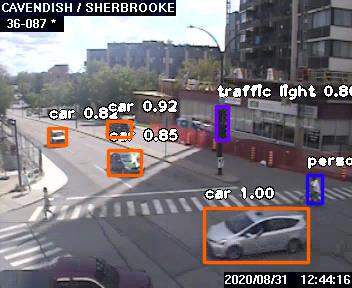 CAVENDISH / SHERBROOKE
36-087 *
traffic light 0.80
car 0.82
car 0.92
car 0.85
perso
car 1.00
2020/08/31 12:44:16